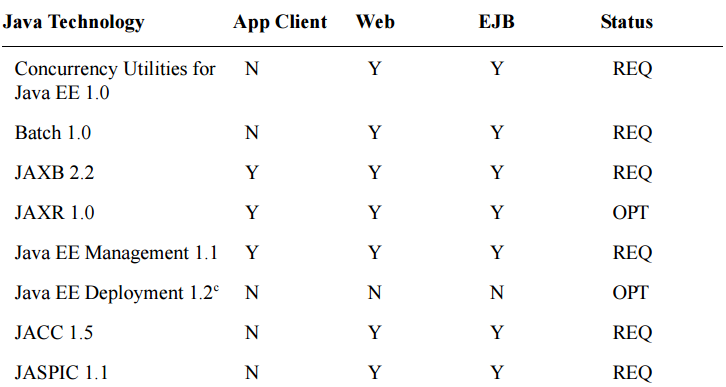 Java Technology App Client Web EJB Status
Concurrency Utilities for N Y Y REQ
Java EE 1.0
Batch 1.0 N Y Y REQ
JAXB 2.2 Y Y Y REQ
JAXR 1.0 Y Y Y OPT
Java EE Management 1.1 Y Y Y REQ
Java EE Deployment 1.2c N N N OPT
JACC 1.5 N Y Y REQ
JASPIC 1.1 N Y Y REQ